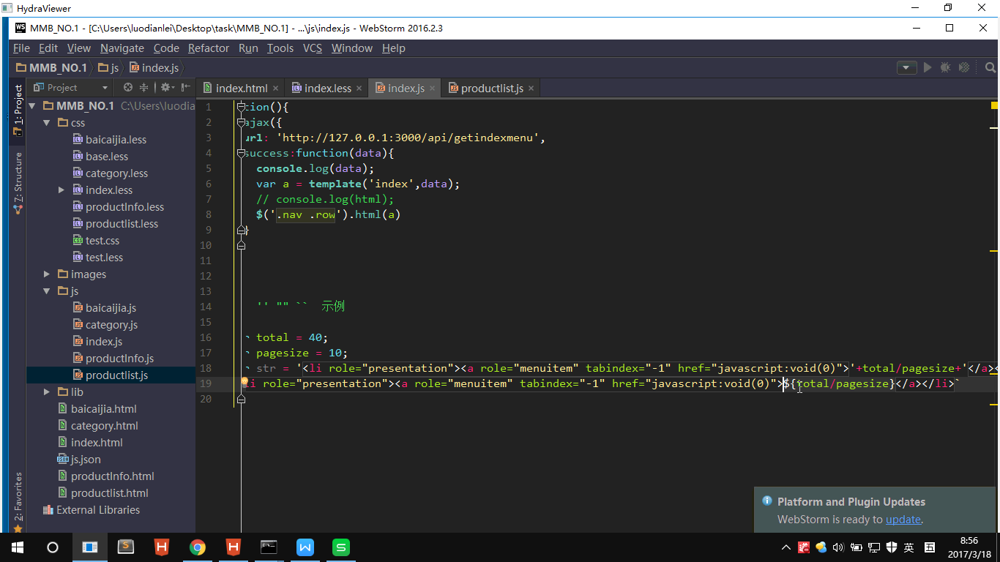 HydraViewer
WS MMB_NO.1 - [C:\Users\luodianlei\Desktop\task\MMB_NO.1] - ...\js\index.js - WebStorm 2016.2.3
File Edit View Navigate Code Refactor Run Tools VCS Window Help
MMB_NO.1 js index.js
1: Project
7: Structure
2: Favorites
Project
MMB_NO.1 C:\Users\luodia
css
baicaijia.less
base.less
category.less
index.less
productInfo.less
productlist.less
test.css
test.less
images
js
baicaijia.js
category.js
index.js
productInfo.js
productlist.js
lib
baicaijia.html
category.html
index.html
js.json
productInfo.html
productlist.html
External Libraries
index.html × index.less × index.js × productlist.js ×
1 tion(){
2 ajax({
3 url: 'http://127.0.0.1:3000/api/getindexmenu',
4 success:function(data){
5 console.log(data);
6 var a = template('index',data);
7 // console.log(html);
8 $('.nav .row').html(a)
9 }
10
11
12
13
14 '' "" `` 示例
15
16 r total = 40;
17 r pagesize = 10;
18 r str = '<li role="presentation"><a role="menuitem" tabindex="-1" href="javascript:void(0)">'+total/pagesize+'</a><
19 li role="presentation"><a role="menuitem" tabindex="-1" href="javascript:void(0)">${total/pagesize}</a></li>`
20
Platform and Plugin Updates
WebStorm is ready to update.
英
8:56
2017/3/18